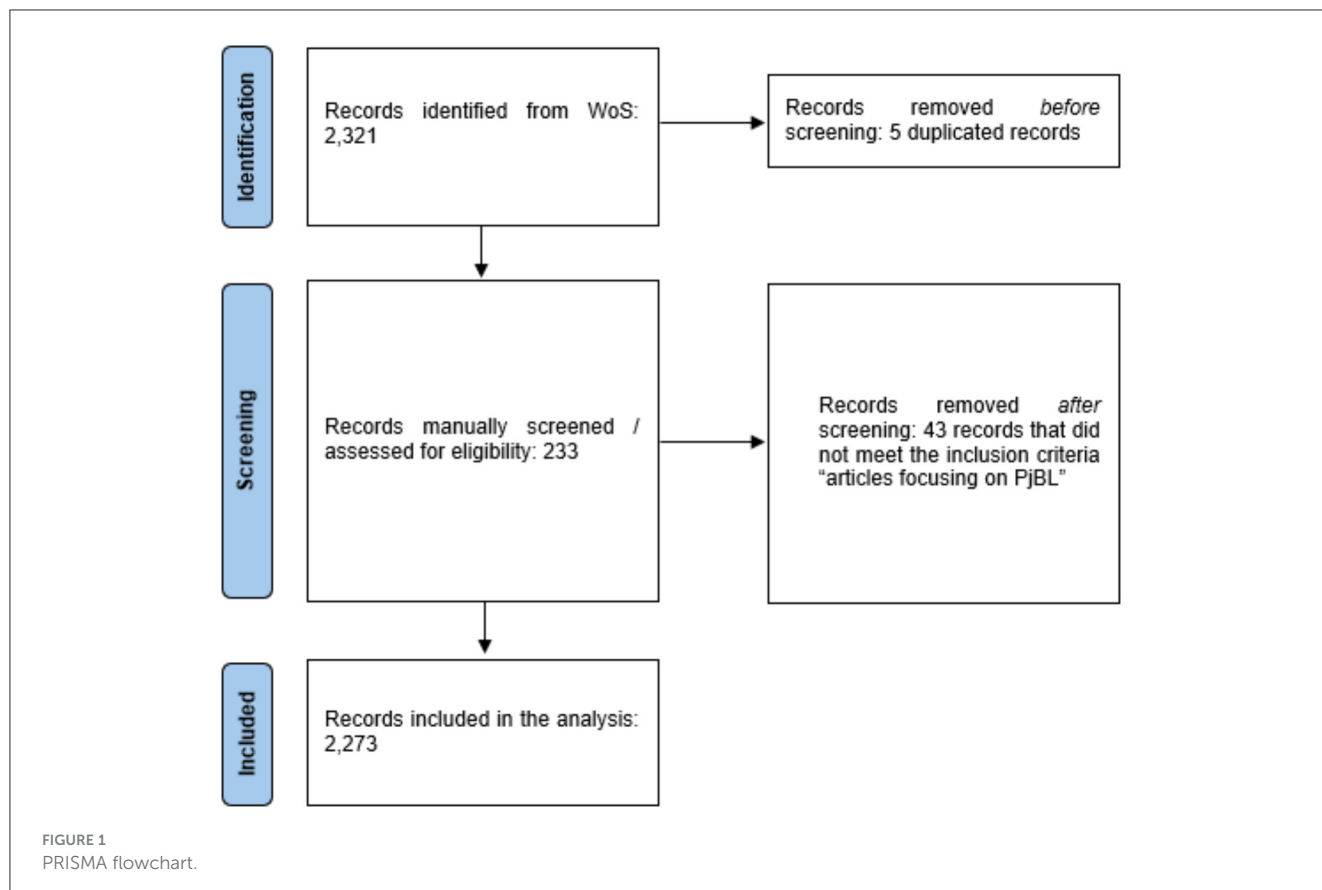 Identification
Records identified from WoS:
2,321
Records removed before
screening: 5 duplicated records
Screening
Records manually screened /
assessed for eligibility: 233
Records removed after
screening: 43 records that did
not meet the inclusion criteria
“articles focusing on PjBL”
Included
Records included in the analysis:
2,273
FIGURE 1
PRISMA flowchart.